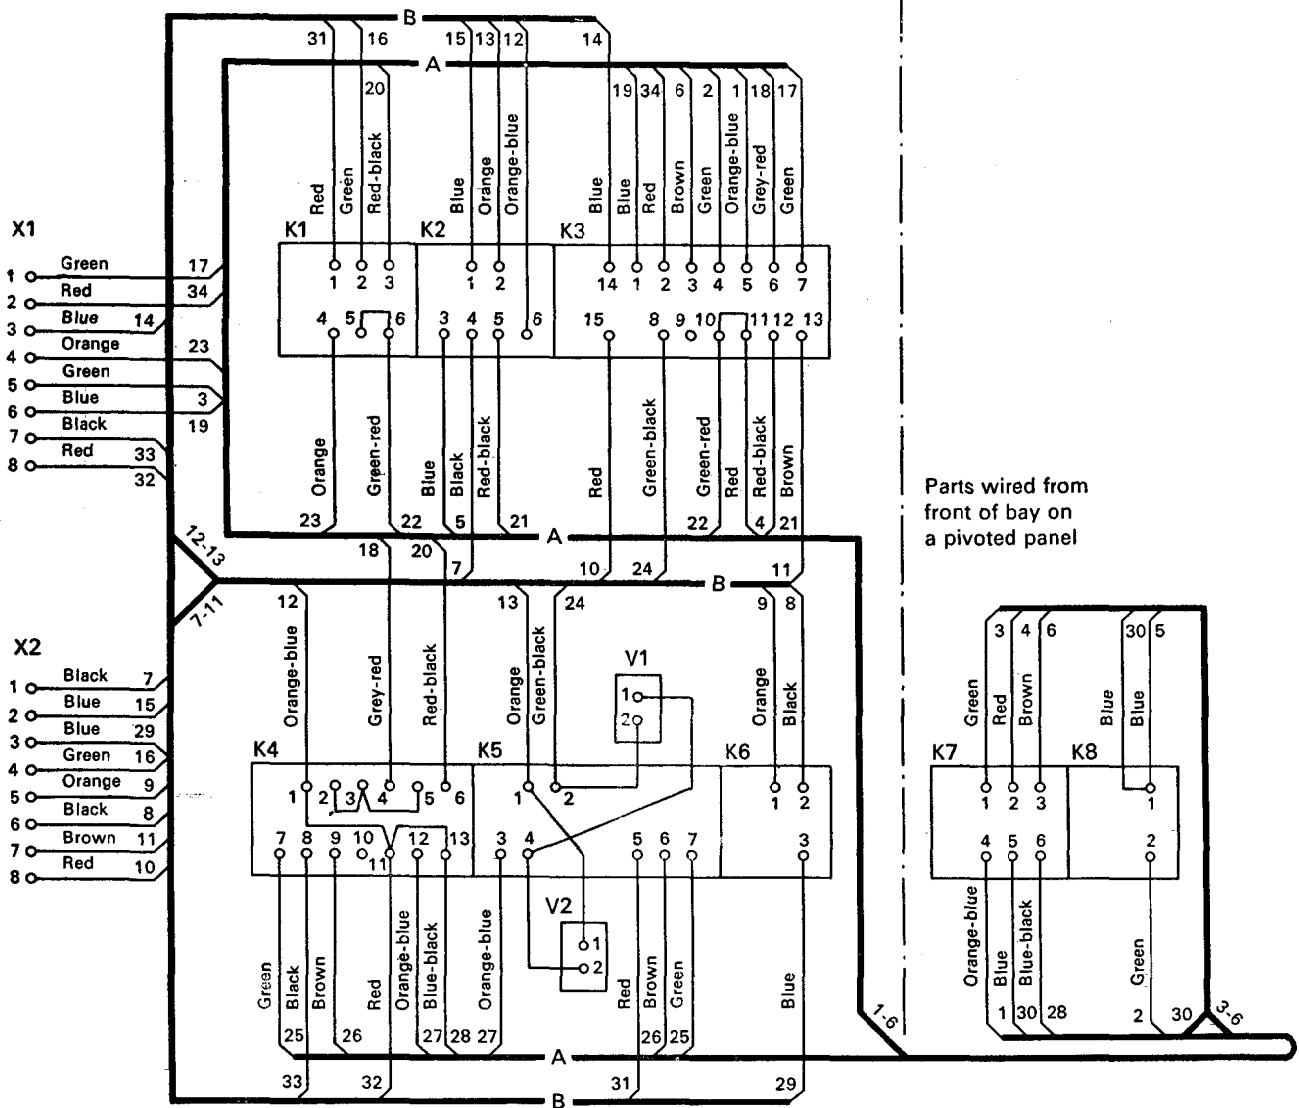 B
31 16 15 13 12 14
A
20 19 34 6 2 1 18 17
Red Green Red-black Blue Orange Orange-blue Blue Blue Red Brown Green Orange-blue Grey-red Green
X1
K1 K2 K3
1 Green 17
2 Red 34
3 Blue 14
4 Orange 23
5 Green
6 Blue 3
7 Black 19
8 Red 33
32
1 2 3 1 2 14 1 2 3 4 5 6 7
4 5 6 3 4 5 6 15 8 9 10 11 12 13
Orange Green-red Blue Black Red-black Red Green-black Green-red Red Red-black Brown
23 22 5 21 22 4 21
A
Parts wired from
front of bay on
a pivoted panel
12-13
18 20 7 10 24 11
B
7-11
12 13 24 9 8
3 4 6 30 5
X2
1 Black 7
2 Blue 15
3 Blue 29
4 Green 16
5 Orange 9
6 Black 8
7 Brown 11
8 Red 10
Orange-blue Grey-red Red-black Orange Green-black Orange Black
V1
1
2
Green Red Brown Blue Blue
K4 K5 K6 K7 K8
1 2 3 4 5 6 1 2 1 2 1 2 3 1
7 8 9 10 11 12 13 3 4 5 6 7 3 4 5 6 2
V2
1
2
Green Black Brown Red Orange-blue Blue-black Orange-blue Red Brown Green Blue Orange-blue Blue Blue-black Green
25 26 27 28 27 26 25 1-6 1 30 28 2 30 3-6
A
33 32 31 29
B